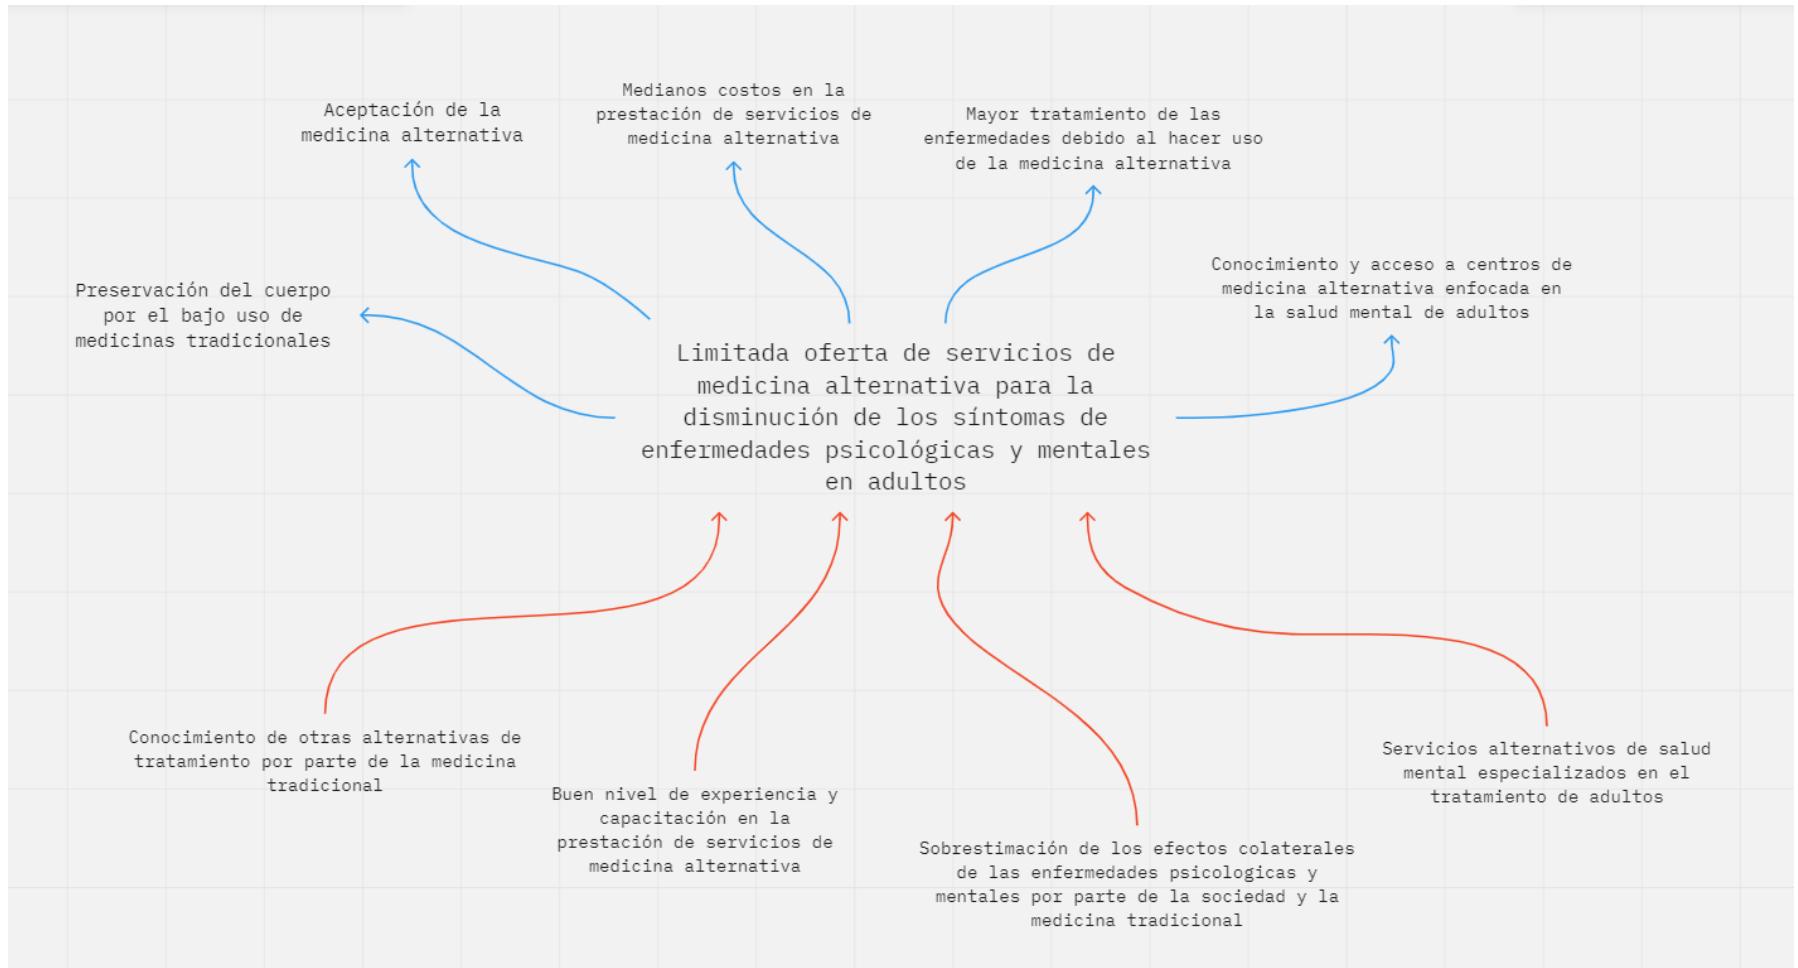 Aceptación de la
medicina alternativa
Medianos costos en la
prestación de servicios de
medicina alternativa
Mayor tratamiento de las
enfermedades debido al hacer uso
de la medicina alternativa
Preservación del cuerpo
por el bajo uso de
medicinas tradicionales
Conocimiento y acceso a centros de
medicina alternativa enfocada en
la salud mental de adultos
Limitada oferta de servicios de
medicina alternativa para la
disminución de los síntomas de
enfermedades psicológicas y mentales
en adultos
Conocimiento de otras alternativas de
tratamiento por parte de la medicina
tradicional
Buen nivel de experiencia y
capacitación en la
prestación de servicios de
medicina alternativa
Sobrestimación de los efectos colaterales
de las enfermedades psicologicas y
mentales por parte de la sociedad y la
medicina tradicional
Servicios alternativos de salud
mental especializados en el
tratamiento de adultos